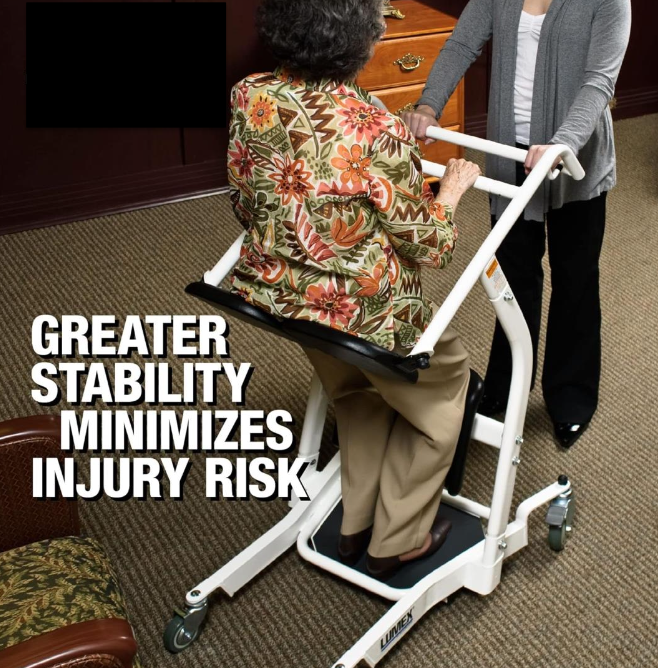 GREATER
STABILITY
MINIMIZES
INJURY RISK
LUMEX